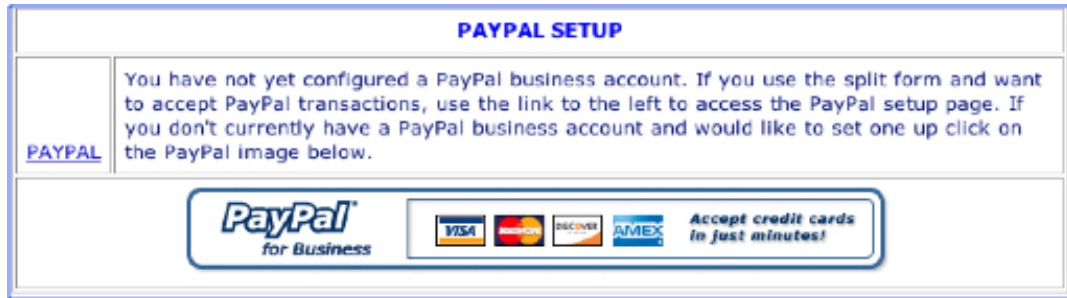 PAYPAL SETUP
You have not yet configured a PayPal business account. If you use the split form and want
to accept PayPal transactions, use the link to the left to access the PayPal setup page. If
you don't currently have a PayPal business account and would like to set one up click on
the PayPal image below.
PAYPAL
PayPal
for Business
VISA
MasterCard
DISCOVER
AMEX
Accept credit cards
in just minutes!